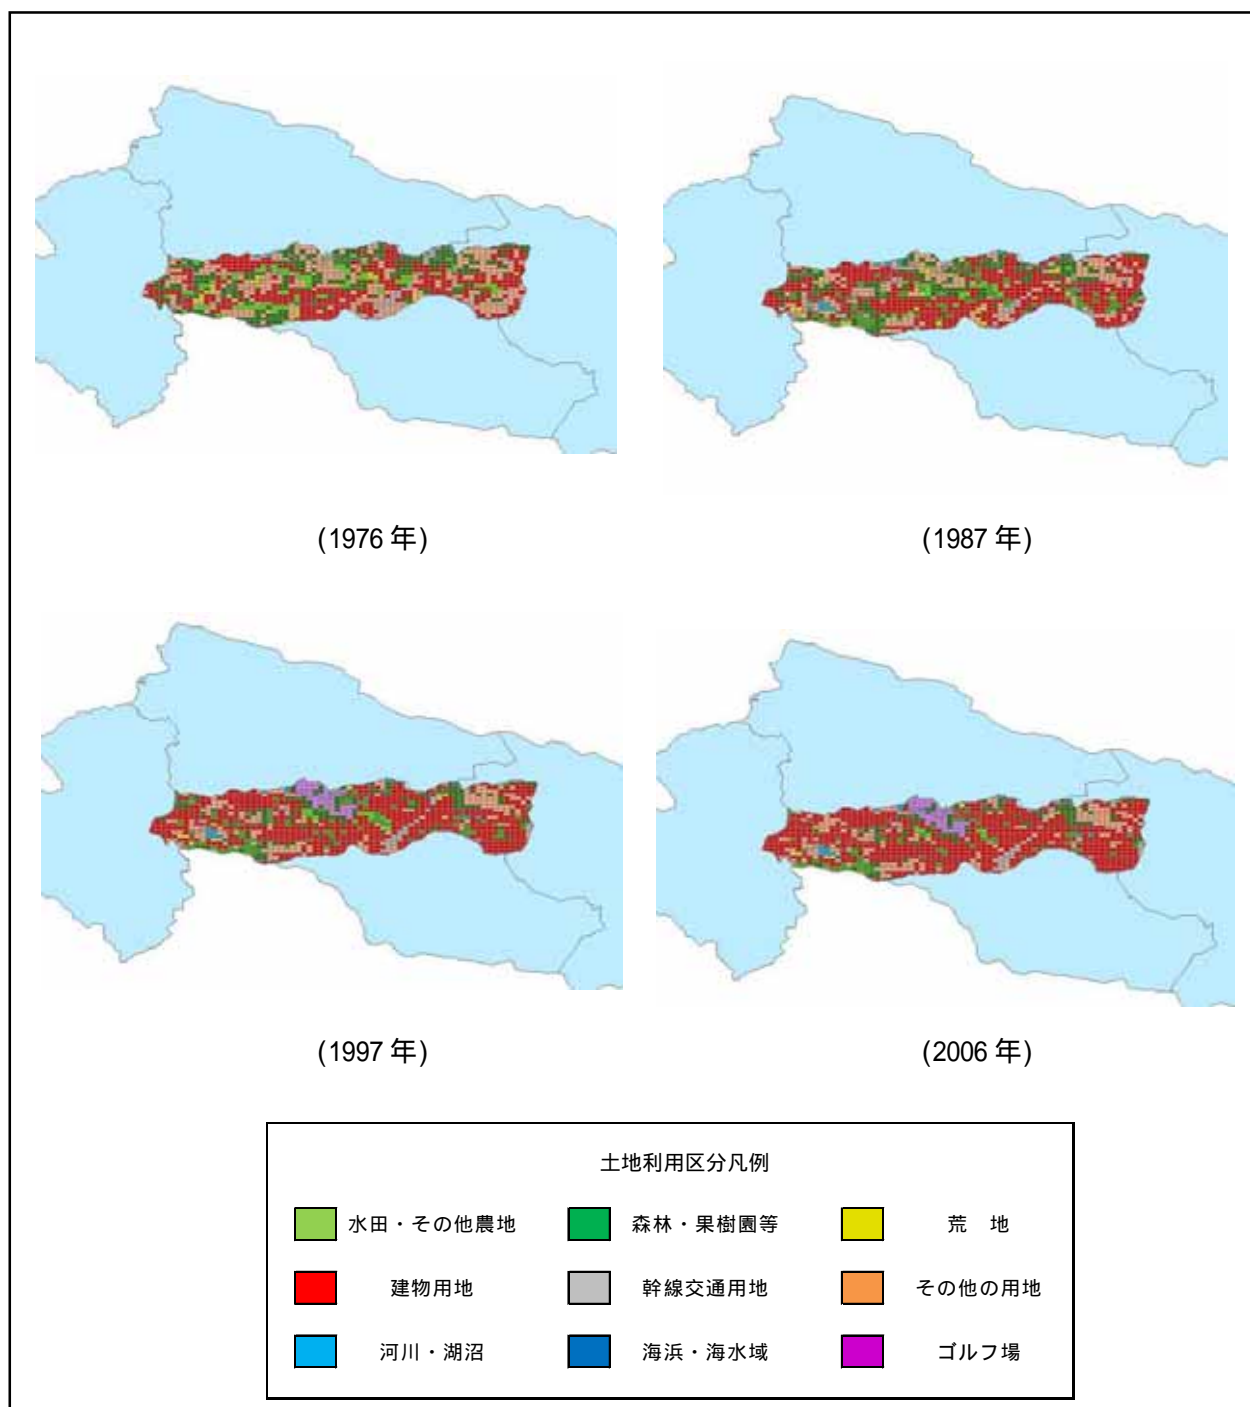 (1976 年)
(1987 年)
(1997 年)
(2006 年)
土地利用区分凡例
水田・その他農地
森林・果樹園等
荒　地
建物用地
幹線交通用地
その他の用地
河川・湖沼
海浜・海水域
ゴルフ場